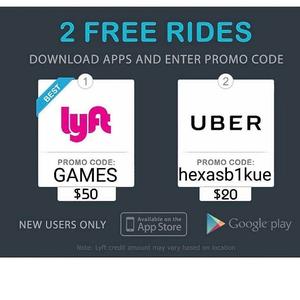 2 FREE RIDES
DOWNLOAD APPS AND ENTER PROMO CODE
1
BEST
lyft
PROMO CODE:
GAMES
$50
2
UBER
PROMO CODE:
hexasb1kue
$20
NEW USERS ONLY
Available on the
App Store
Google play
Note: Lyft credit amount may vary based on location